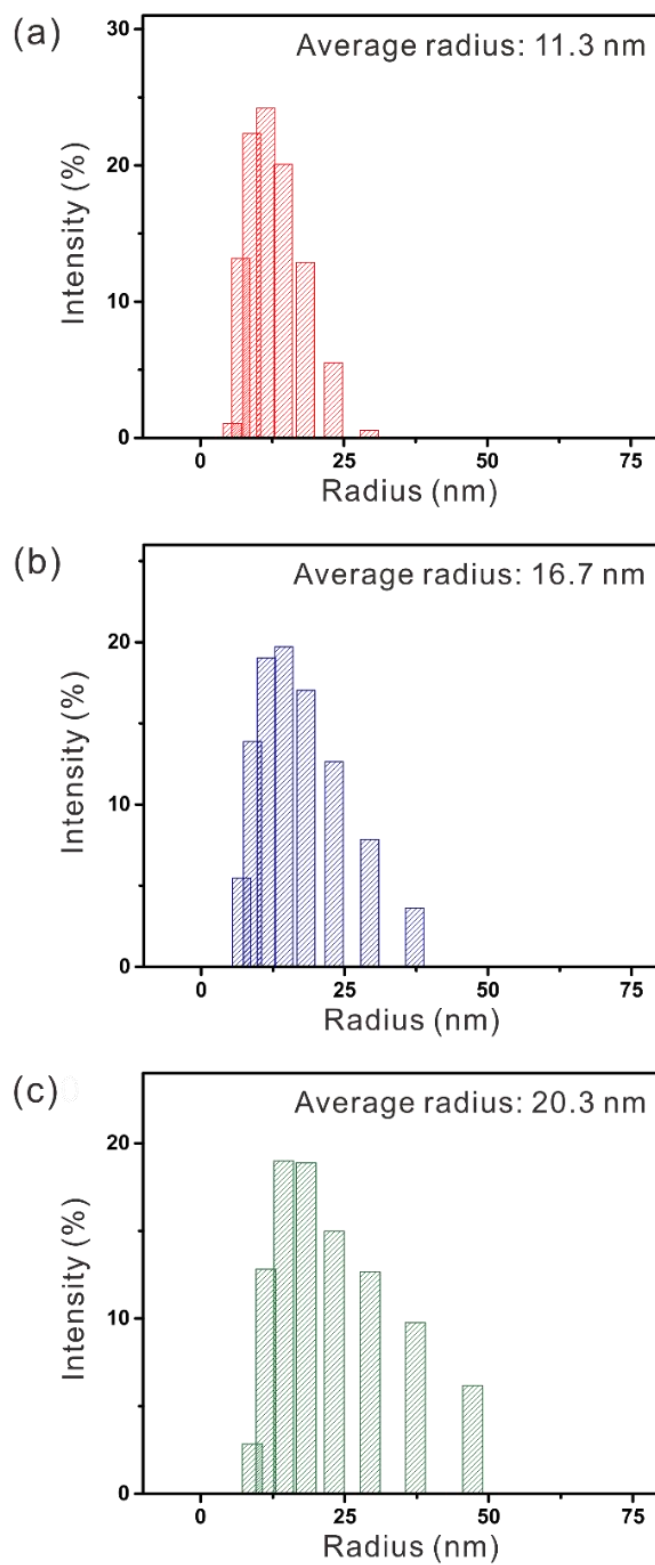 (a)
Average radius: 11.3 nm
30
20
10
0
Intensity (%)
0 25 50 75
Radius (nm)
(b)
Average radius: 16.7 nm
20
10
0
Intensity (%)
0 25 50 75
Radius (nm)
(c)
Average radius: 20.3 nm
20
10
0
Intensity (%)
0 25 50 75
Radius (nm)